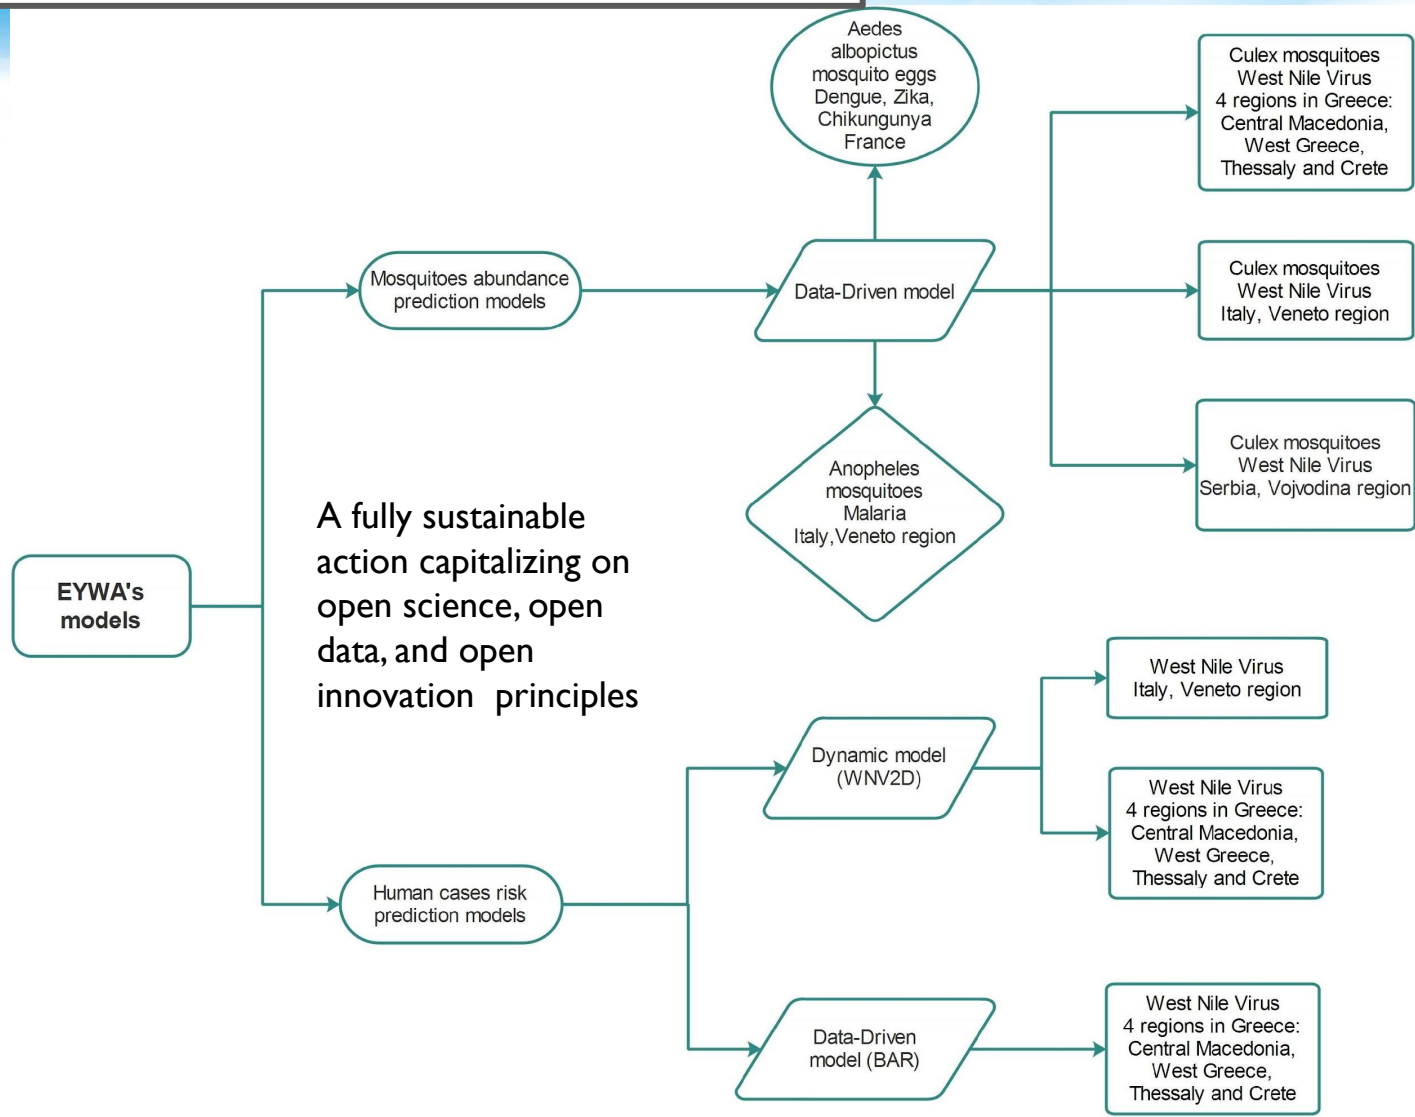 Aedes
albopictus
mosquito eggs
Dengue, Zika,
Chikungunya
France
Culex mosquitoes
West Nile Virus
4 regions in Greece:
Central Macedonia,
West Greece,
Thessaly and Crete
Mosquitoes abundance
prediction models
Data-Driven model
Culex mosquitoes
West Nile Virus
Italy, Veneto region
Culex mosquitoes
West Nile Virus
Serbia, Vojvodina region
Anopheles
mosquitoes
Malaria
Italy,Veneto region
A fully sustainable
action capitalizing on
open science, open
data, and open
innovation  principles
EYWA's
models
West Nile Virus
Italy, Veneto region
Dynamic model
(WNV2D)
West Nile Virus
4 regions in Greece:
Central Macedonia,
West Greece,
Thessaly and Crete
Human cases risk
prediction models
Data-Driven
model (BAR)
West Nile Virus
4 regions in Greece:
Central Macedonia,
West Greece,
Thessaly and Crete